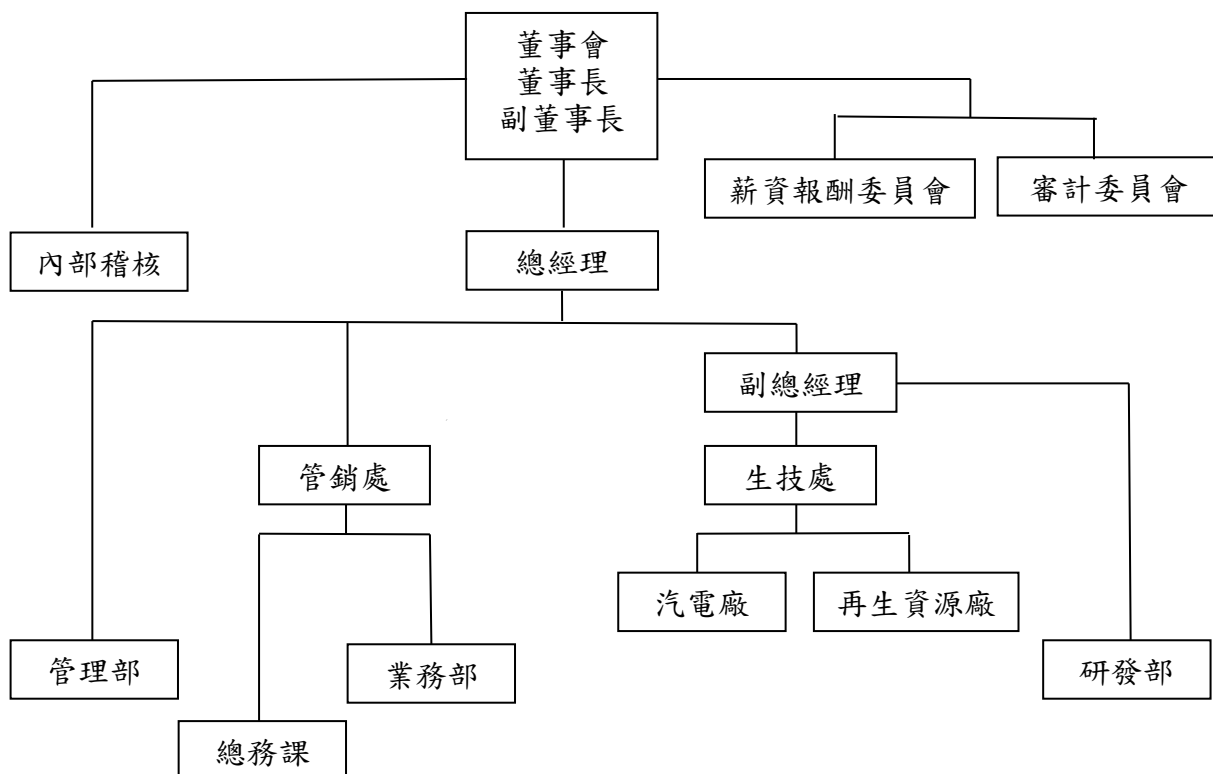 董事會
董事長
副董事長
薪資報酬委員會
審計委員會
內部稽核
總經理
副總經理
管銷處
生技處
汽電廠
再生資源廠
管理部
業務部
研發部
總務課